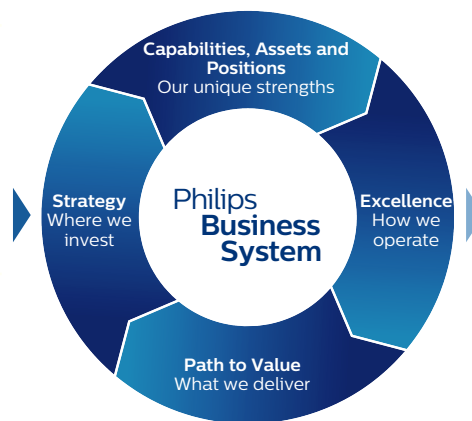 Capabilities, Assets and
Positions
Our unique strengths
Strategy
Where we
invest
Philips
Business
System
Excellence
How we
operate
Path to Value
What we deliver